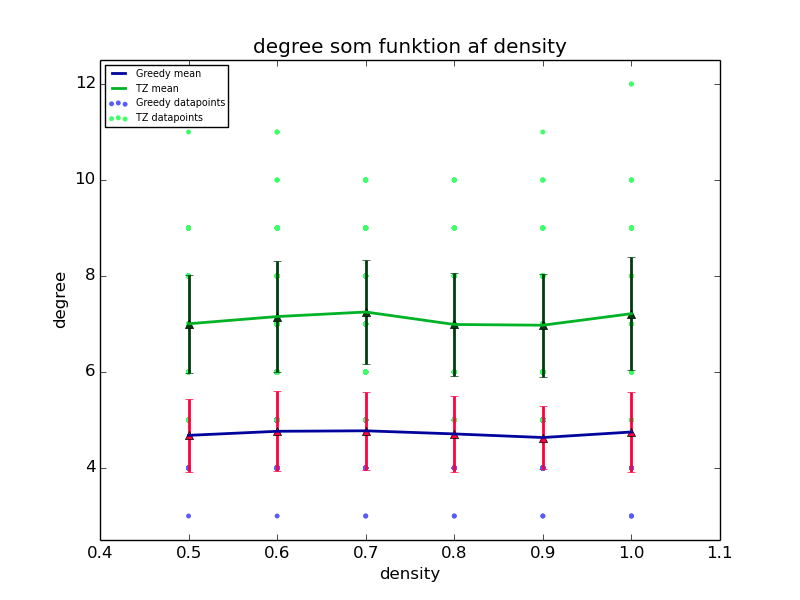 degree som funktion af density
Greedy mean
TZ mean
Greedy datapoints
TZ datapoints
12
10
8
6
4
degree
0.4 0.5 0.6 0.7 0.8 0.9 1.0 1.1
density